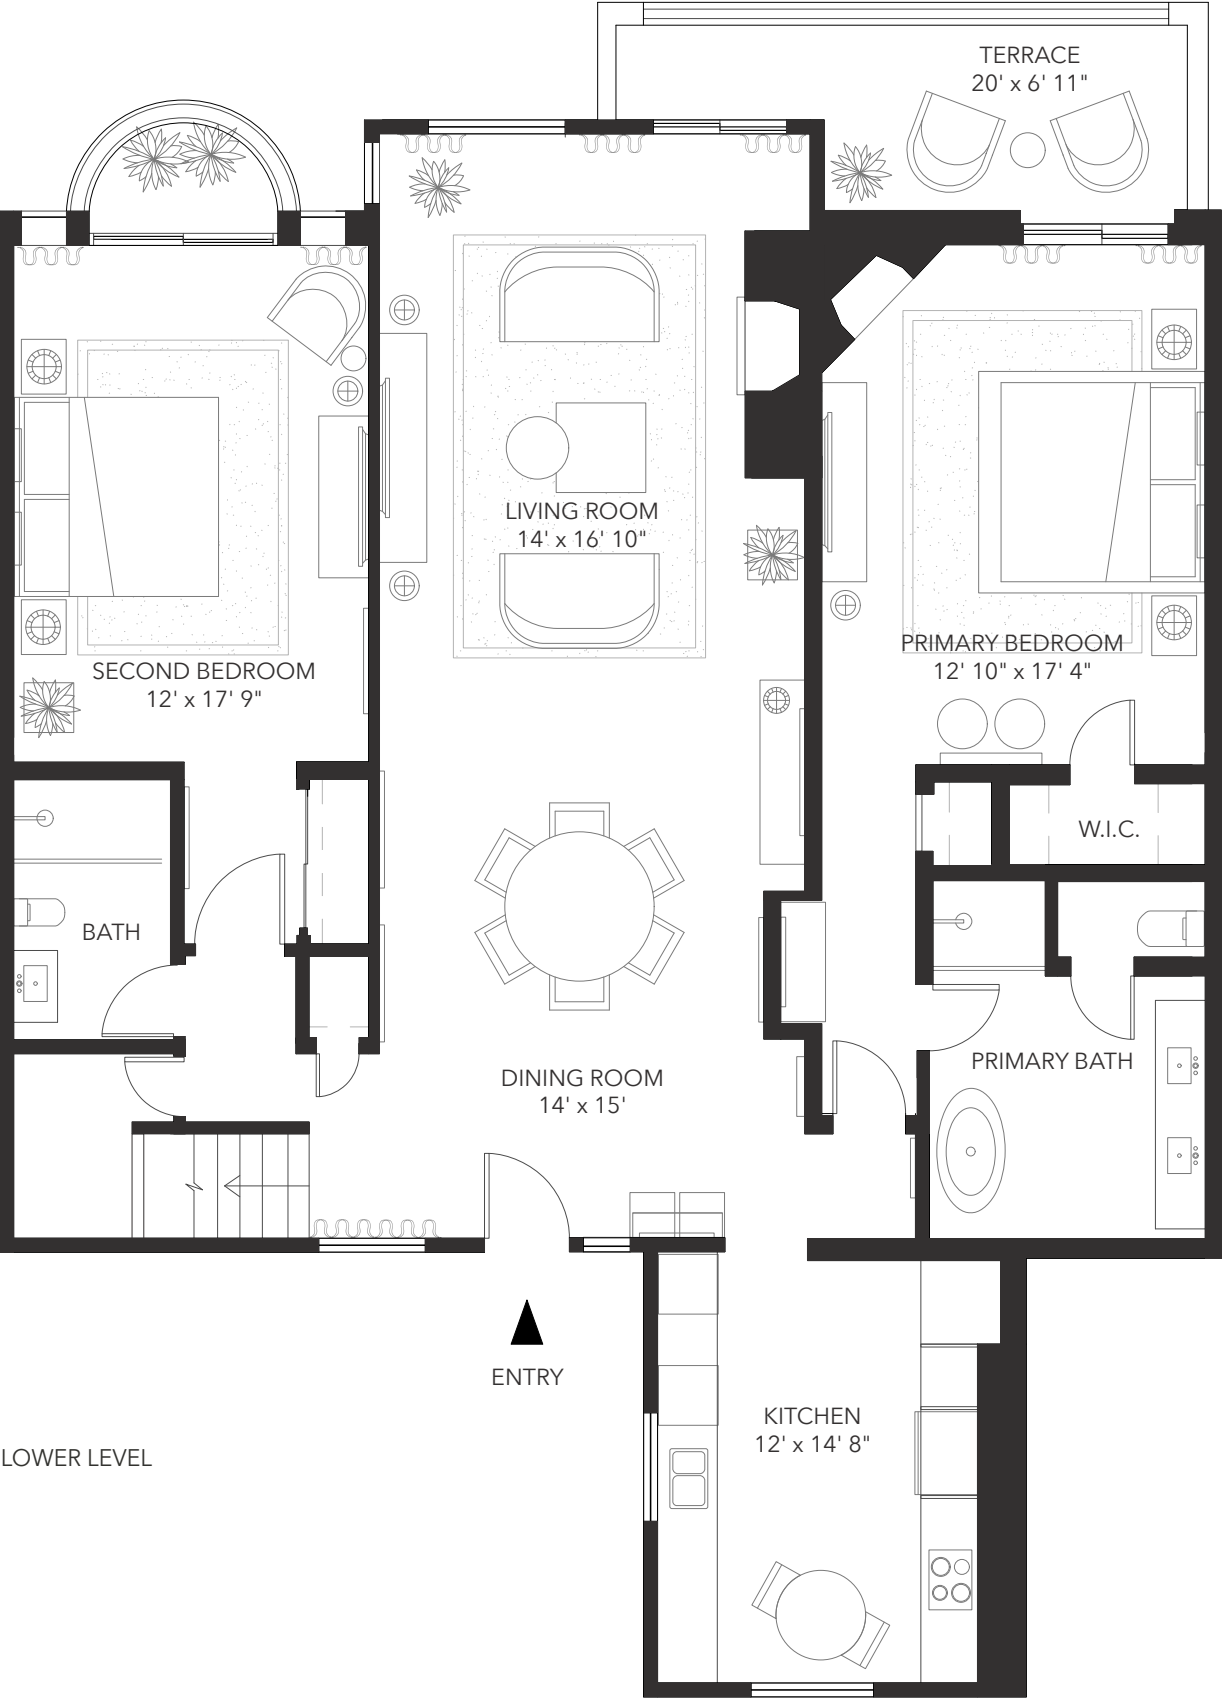 TERRACE
20' x 6' 11"
LIVING ROOM
14' x 16' 10"
SECOND BEDROOM
12' x 17' 9"
PRIMARY BEDROOM
12' 10" x 17' 4"
W.I.C.
BATH
PRIMARY BATH
DINING ROOM
14' x 15'
ENTRY
KITCHEN
12' x 14' 8"
LOWER LEVEL